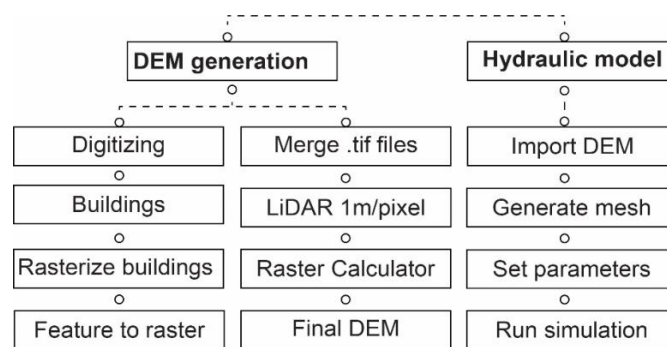 DEM generation
Hydraulic model
Digitizing
Merge .tif files
Import DEM
Buildings
LiDAR 1m/pixel
Generate mesh
Rasterize buildings
Raster Calculator
Set parameters
Feature to raster
Final DEM
Run simulation